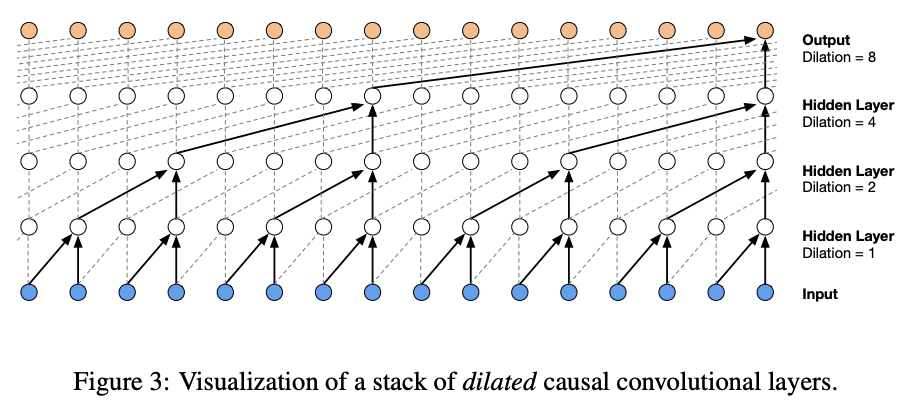 Output
Dilation = 8
Hidden Layer
Dilation = 4
Hidden Layer
Dilation = 2
Hidden Layer
Dilation = 1
Input
Figure 3: Visualization of a stack of dilated causal convolutional layers.